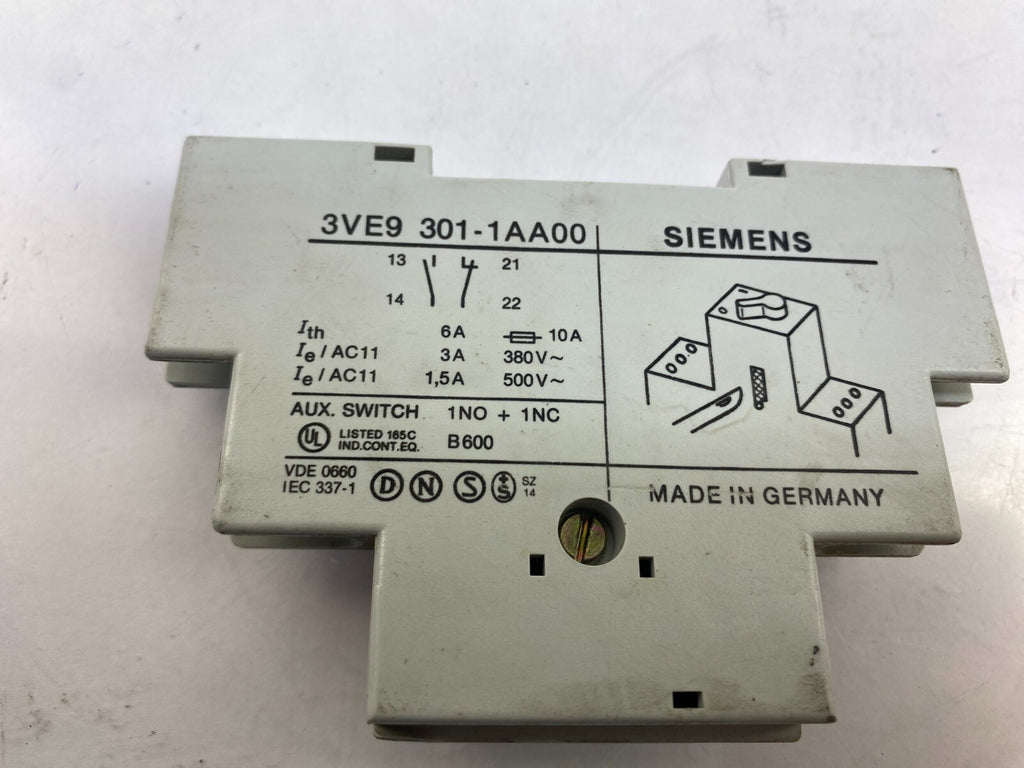 3VE9 301-1AA00
SIEMENS
13 21
14 22
Ith 6A 10A
Ie/AC11 3A 380V~
Ie/AC11 1,5A 500V~
AUX. SWITCH 1NO + 1NC
UL LISTED 165C B600
IND.CONT.EQ.
VDE 0660
IEC 337-1
D N S +S SZ
14
MADE IN GERMANY